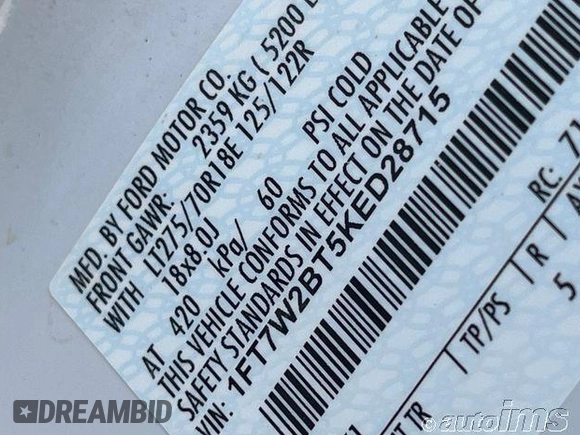 MFD. BY FORD MOTOR CO.
FRONT GAWR: 2359 KG ( 5200 L
WITH LT275/70R18E 125/122R
18x8.0J
AT 420 kPa/ 60 PSI COLD
THIS VEHICLE CONFORMS TO ALL APPLICABLE
SAFETY STANDARDS IN EFFECT ON THE DATE OF
VIN: 1FT7W2BT5KED28715
RC: 71
TP/PS R
5
TR
DREAMBID
autoims